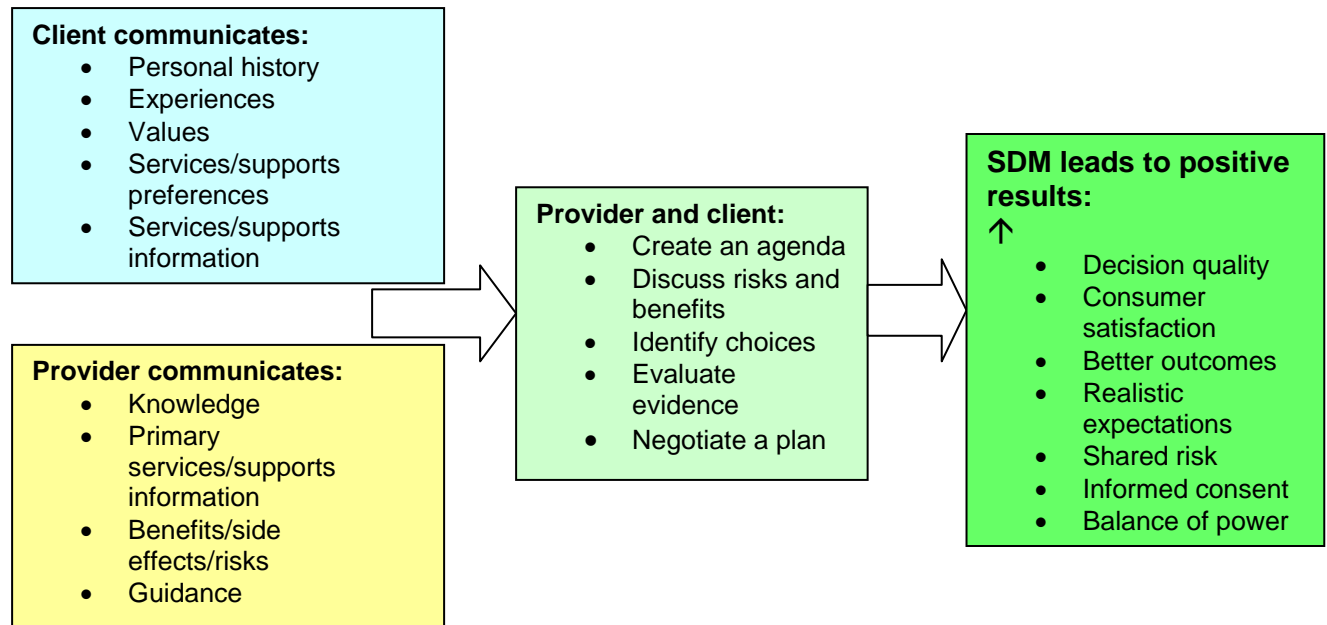 Client communicates:
• Personal history
• Experiences
• Values
• Services/supports
preferences
• Services/supports
information
Provider communicates:
• Knowledge
• Primary
services/supports
information
• Benefits/side
effects/risks
• Guidance
Provider and client:
• Create an agenda
• Discuss risks and
benefits
• Identify choices
• Evaluate
evidence
• Negotiate a plan
SDM leads to positive
results:
↑
• Decision quality
• Consumer
satisfaction
• Better outcomes
• Realistic
expectations
• Shared risk
• Informed consent
• Balance of power